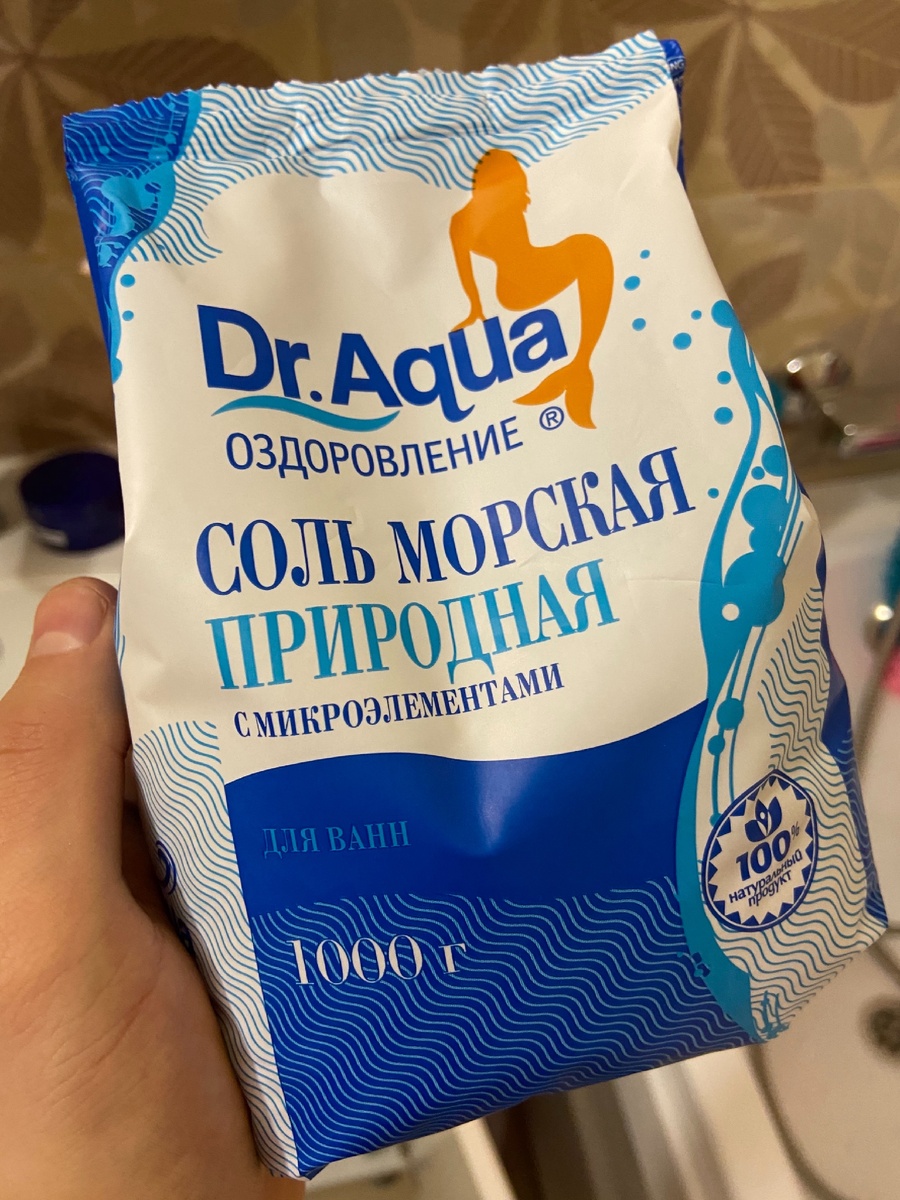 Dr.Aqua
ОЗДОРОВЛЕНИЕ ®
СОЛЬ МОРСКАЯ
ПРИРОДНАЯ
С МИКРОЭЛЕМЕНТАМИ
ДЛЯ ВАНН
100%
натуральный
продукт
1000 г